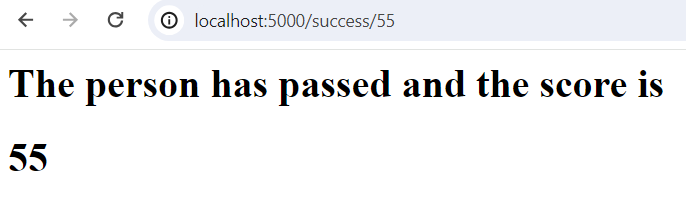 localhost:5000/success/55
The person has passed and the score is
55